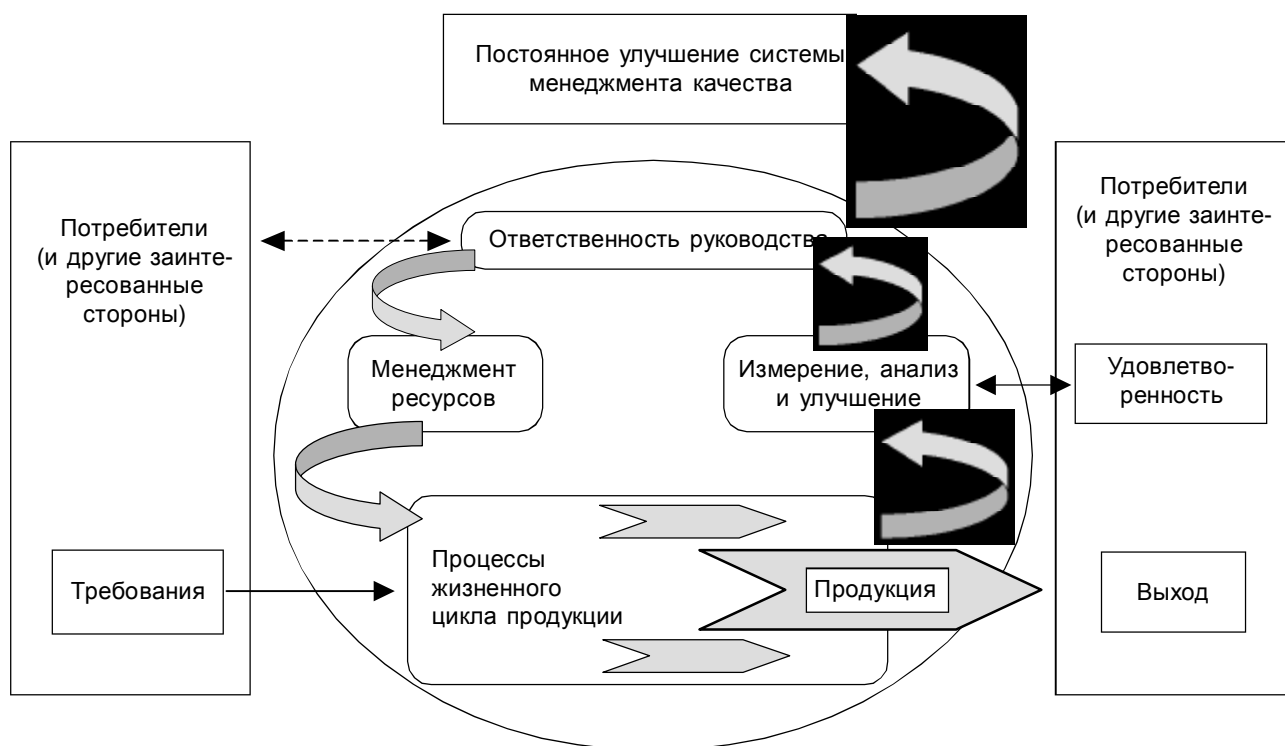 Постоянное улучшение системы
менеджмента качества
Потребители
(и другие заинте-
ресованные
стороны)
Ответственность руководства
Потребители
(и другие заинте-
ресованные
стороны)
Менеджмент
ресурсов
Измерение, анализ
и улучшение
Удовлетво-
ренность
Требования
Процессы
жизненного
цикла продукции
Продукция
Выход